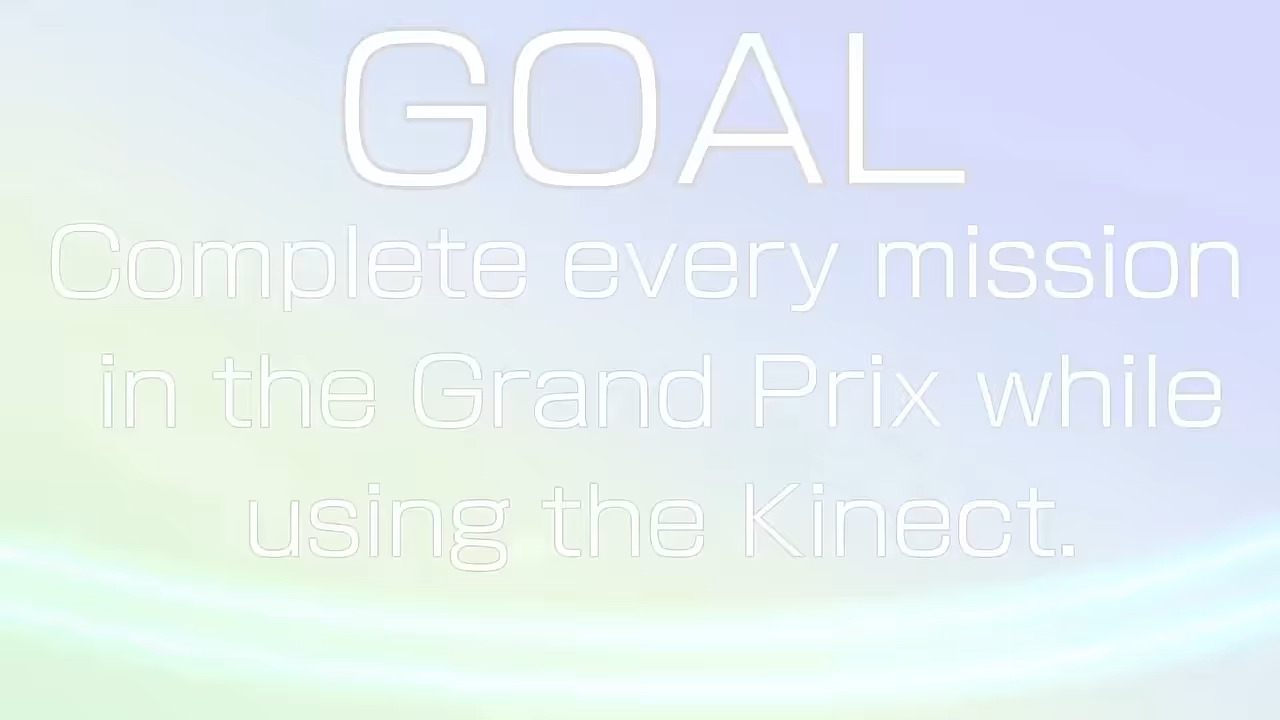 GOAL
Complete every mission
in the Grand Prix while
using the Kinect.